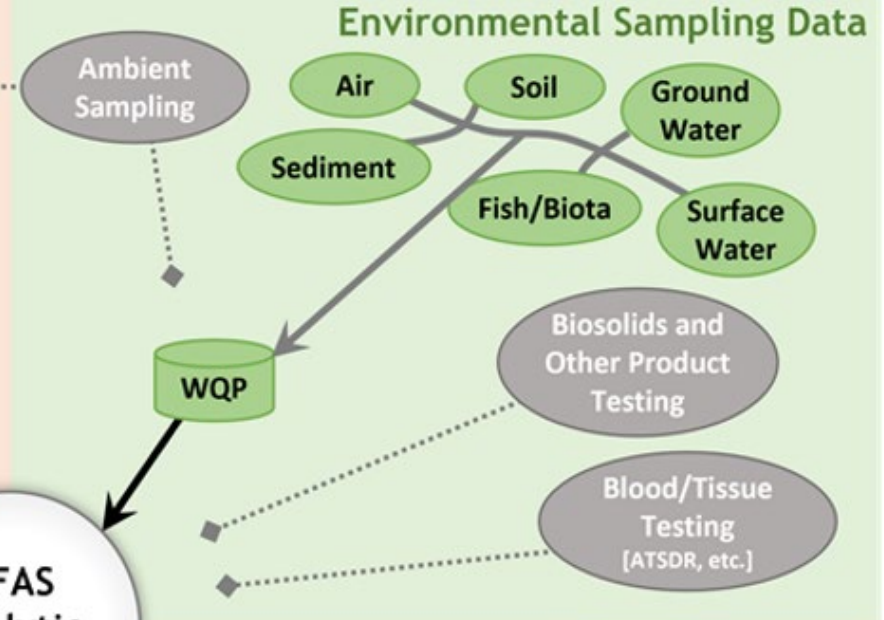 Environmental Sampling Data
Ambient
Sampling
Air
Soil
Ground
Water
Sediment
Fish/Biota
Surface
Water
Biosolids and
Other Product
Testing
WQP
Blood/Tissue
Testing
[ATSDR, etc.]
FAS